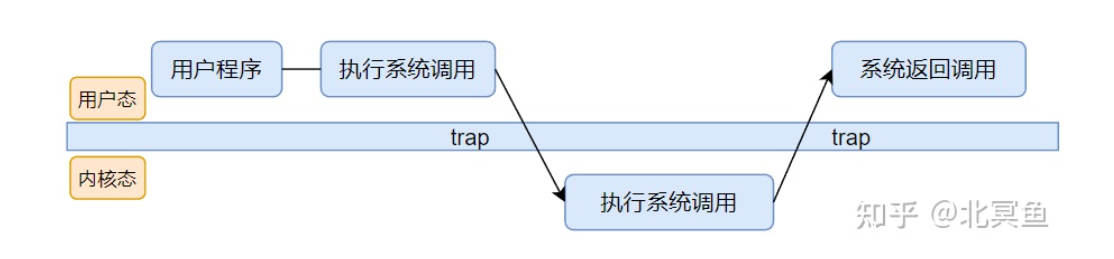 用户程序
执行系统调用
系统返回调用
用户态
trap
trap
内核态
执行系统调用
知乎 @北冥鱼